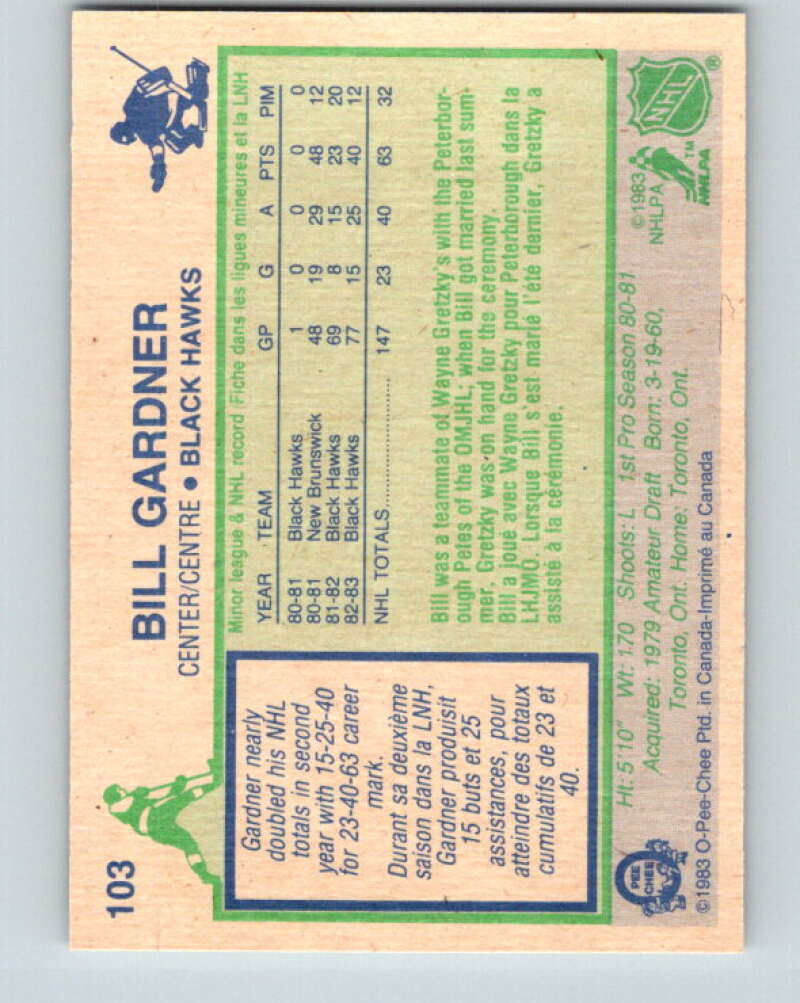 103
BILL GARDNER
CENTER/CENTRE • BLACK HAWKS
Gardner nearly
doubled his NHL
totals in second
year with 15-25-40
for 23-40-63 career
mark.
Durant sa deuxième
saison dans la LNH,
Gardner produisit
15 buts et 25
assistances, pour
atteindre des totaux
cumulatifs de 23 et
40.
Minor league & NHL record Fiche dans les ligues mineures et la LNH
YEAR TEAM GP G A PTS PIM
80-81 Black Hawks 1 0 0 0 0
80-81 New Brunswick 48 19 29 48 12
81-82 Black Hawks 69 8 15 23 20
82-83 Black Hawks 77 15 25 40 12
NHL TOTALS 147 23 40 63 32
Bill was a teammate of Wayne Gretzky's with the Peterbor-
ough Petes of the OMJHL; when Bill got married last sum-
mer, Gretzky was on hand for the ceremony.
Bill a joué avec Wayne Gretzky pour Peterborough dans la
LHJMO. Lorsque Bill s'est marié l'été dernier, Gretzky a
assisté à la cérémonie.
Ht: 5'10" Wt: 170 Shoots: L 1st Pro Season 80-81
Acquired: 1979 Amateur Draft Born: 3-19-60,
Toronto, Ont. Home: Toronto, Ont.
©1983
NHLPA
NHLPA
TM
NHL
®
O
PEE
CHEE
©1983 O-Pee-Chee Ptd. in Canada-Imprimé au Canada